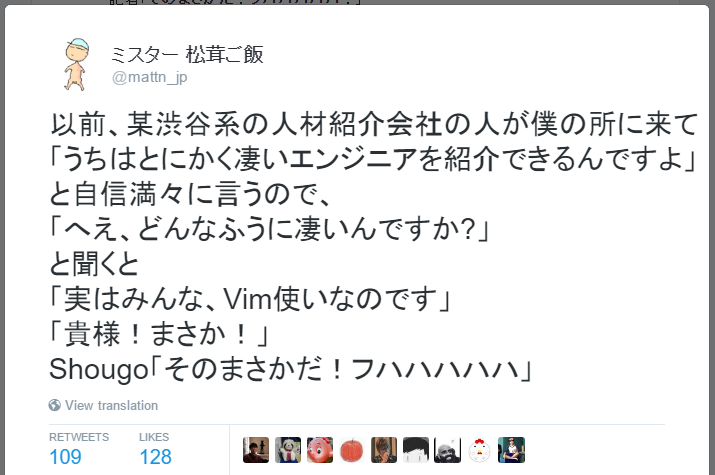 ミスター 松茸ご飯
@mattn_jp
以前、某渋谷系の人材紹介会社の人が僕の所に来て
「うちはとにかく凄いエンジニアを紹介できるんですよ」
と自信満々に言うので、
「へえ、どんなふうに凄いんですか?」
と聞くと
「実はみんな、Vim使いなのです」
「貴様！まさか！」
Shougo「そのまさかだ！フハハハハハ」
View translation
RETWEETS LIKES
109 128